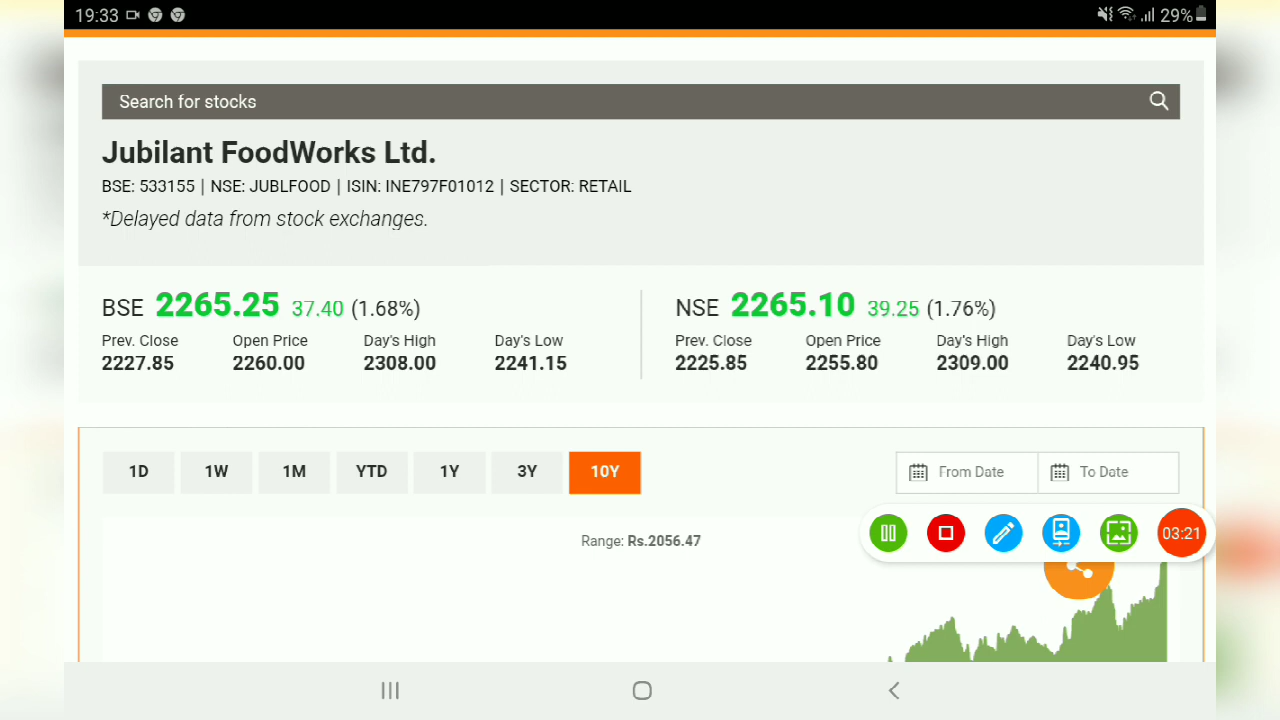 19:33 29%
Search for stocks
Jubilant FoodWorks Ltd.
BSE: 533155 | NSE: JUBLFOOD | ISIN: INE797F01012 | SECTOR: RETAIL
*Delayed data from stock exchanges.
BSE 2265.25 37.40 (1.68%)
Prev. Close Open Price Day's High Day's Low
2227.85 2260.00 2308.00 2241.15
NSE 2265.10 39.25 (1.76%)
Prev. Close Open Price Day's High Day's Low
2225.85 2255.80 2309.00 2240.95
1D 1W 1M YTD 1Y 3Y 10Y From Date To Date
Range: Rs.2056.47
03:21